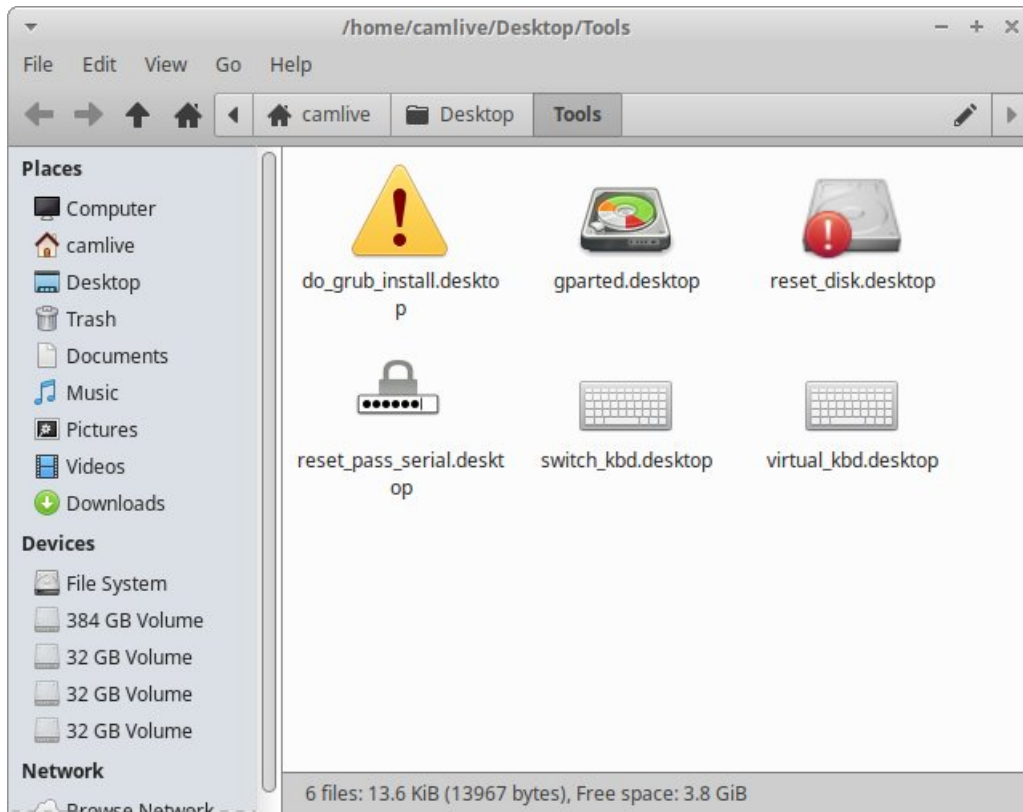 /home/camlive/Desktop/Tools
File Edit View Go Help
camlive Desktop Tools
Places
Computer
camlive
Desktop
Trash
Documents
Music
Pictures
Videos
Downloads
Devices
File System
384 GB Volume
32 GB Volume
32 GB Volume
32 GB Volume
Network
Browse Network
do_grub_install.deskto
p
gparted.desktop
reset_disk.desktop
reset_pass_serial.deskt
op
switch_kbd.desktop
virtual_kbd.desktop
6 files: 13.6 KiB (13967 bytes), Free space: 3.8 GiB